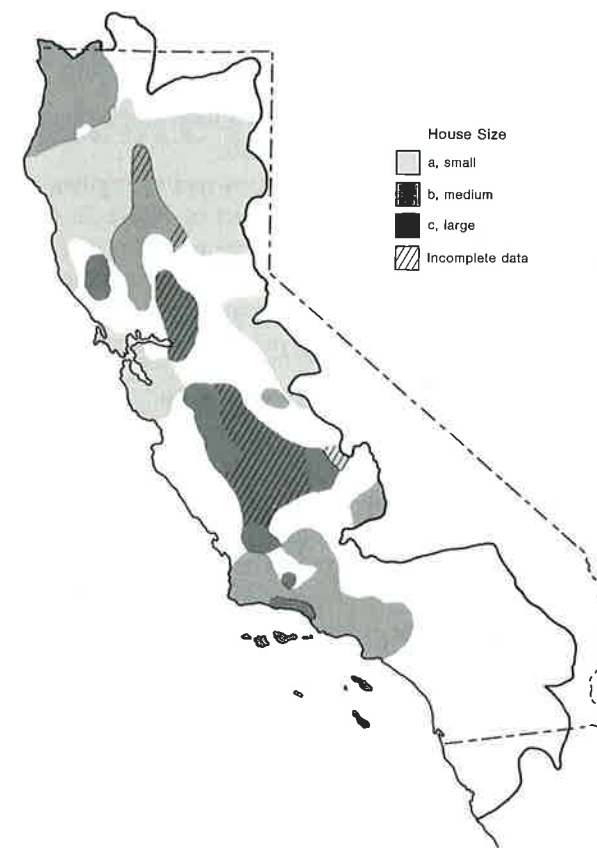 House Size
a, small
b, medium
c, large
Incomplete data